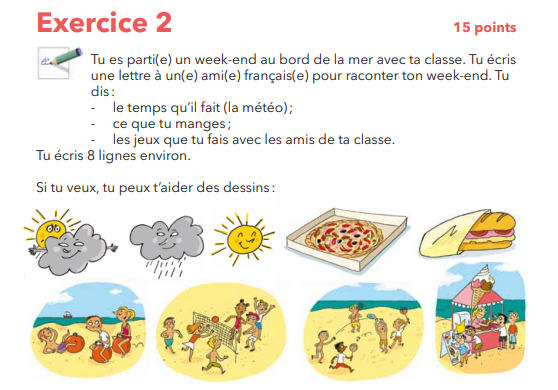 Exercice 2
15 points
Tu es parti(e) un week-end au bord de la mer avec ta classe. Tu écris
une lettre à un(e) ami(e) français(e) pour raconter ton week-end. Tu
dis :
- le temps qu'il fait (la météo) ;
- ce que tu manges ;
- les jeux que tu fais avec les amis de ta classe.
Tu écris 8 lignes environ.
Si tu veux, tu peux t'aider des dessins :